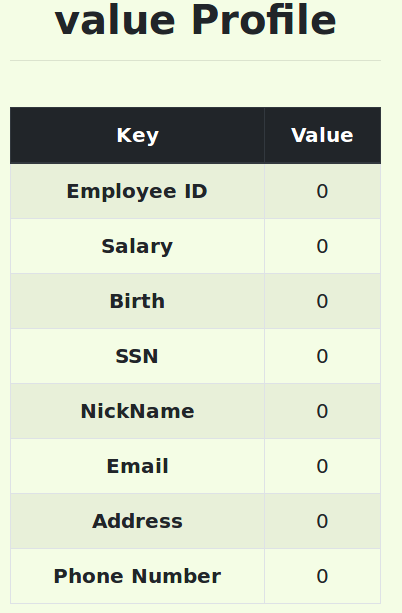 value Profile
Key Value
Employee ID 0
Salary 0
Birth 0
SSN 0
NickName 0
Email 0
Address 0
Phone Number 0